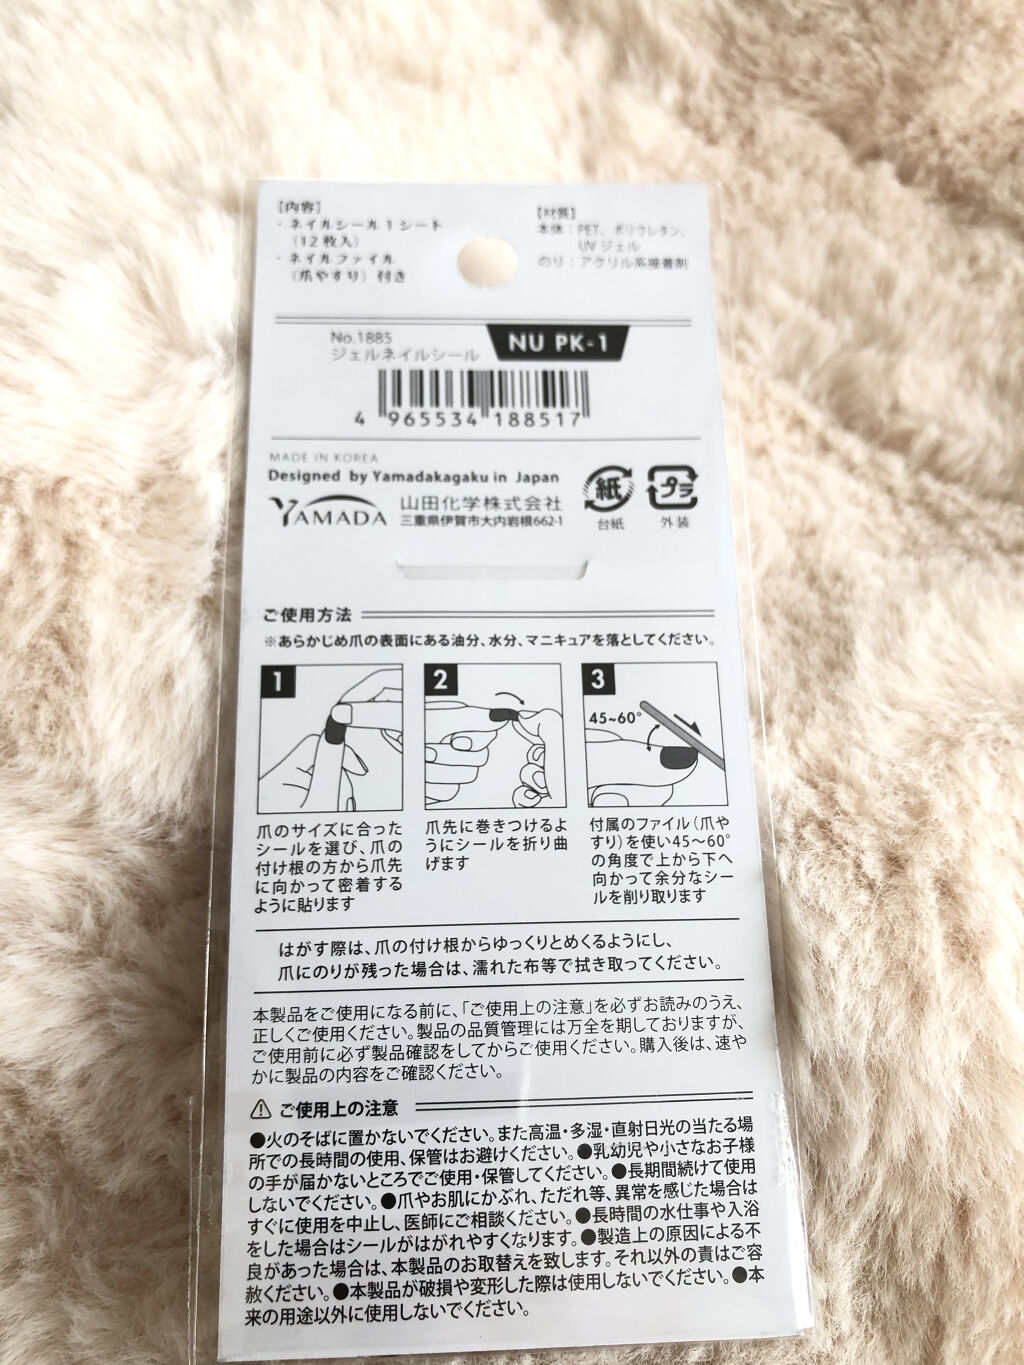 【内容】
・ネイルシール1シート
（12枚入）
・ネイルファイル
（爪やすり）付き
【材質】
本体：PET、ポリウレタン、
UVジェル
のり：アクリル系接着剤
No.1885
ジェルネイルシール
NU PK-1
4 965534 188517
MADE IN KOREA
Designed by Yamadakagaku in Japan
YAMADA
山田化学株式会社
三重県伊賀市大内岩根662-1
紙
台紙
プラ
外装
ご使用方法
※あらかじめ爪の表面にある油分、水分、マニキュアを落としてください。
1
爪のサイズに合った
シールを選び、爪の
付け根の方から爪先
に向かって密着する
ように貼ります
2
爪先に巻きつけるよ
うにシールを折り曲
げます
3
45~60°
付属のファイル（爪や
すり）を使い45～60°
の角度で上から下へ
向かって余分なシー
ルを削り取ります
はがす際は、爪の付け根からゆっくりとめくるようにし、
爪にのりが残った場合は、濡れた布等で拭き取ってください。
本製品をご使用になる前に、「ご使用上の注意」を必ずお読みのうえ、
正しくご使用ください。製品の品質管理には万全を期しておりますが、
ご使用前に必ず製品確認をしてからご使用ください。購入後は、速や
かに製品の内容をご確認ください。
⚠ ご使用上の注意
●火のそばに置かないでください。また高温・多湿・直射日光の当たる場
所での長時間の使用、保管はお避けください。●乳幼児や小さなお子様
の手が届かないところでご使用・保管してください。●長期間続けて使用
しないでください。●爪やお肌にかぶれ、ただれ等、異常を感じた場合は
すぐに使用を中止し、医師にご相談ください。●長時間の水仕事や入浴
をした場合はシールがはがれやすくなります。●製造上の原因による不
良があった場合は、本製品のお取替えを致します。それ以外の責はご容
赦ください。●本製品が破損や変形した際は使用しないでください。●本
来の用途以外に使用しないでください。